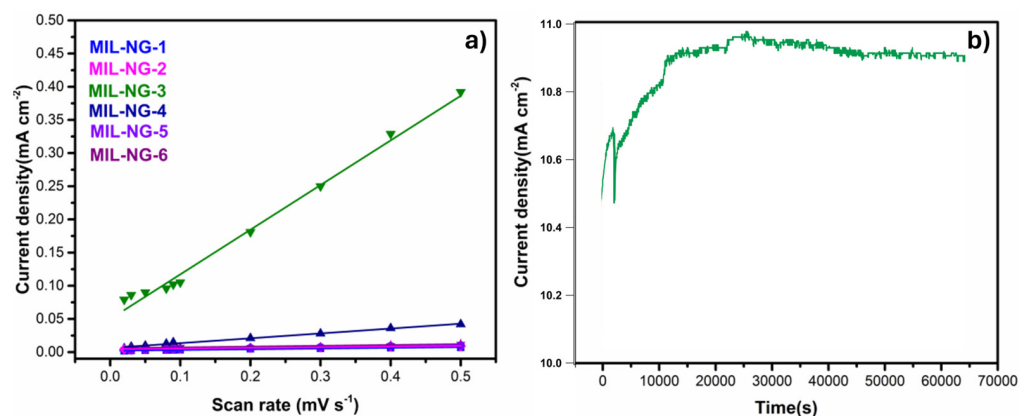 a)
MIL-NG-1
MIL-NG-2
MIL-NG-3
MIL-NG-4
MIL-NG-5
MIL-NG-6
Current density(mA cm⁻²)
0.50
0.45
0.40
0.35
0.30
0.25
0.20
0.15
0.10
0.05
0.00
0.0 0.1 0.2 0.3 0.4 0.5
Scan rate (mV s⁻¹)
b)
Current density(mA cm⁻²)
11.0
10.8
10.6
10.4
10.2
10.0
0 10000 20000 30000 40000 50000 60000 70000
Time(s)